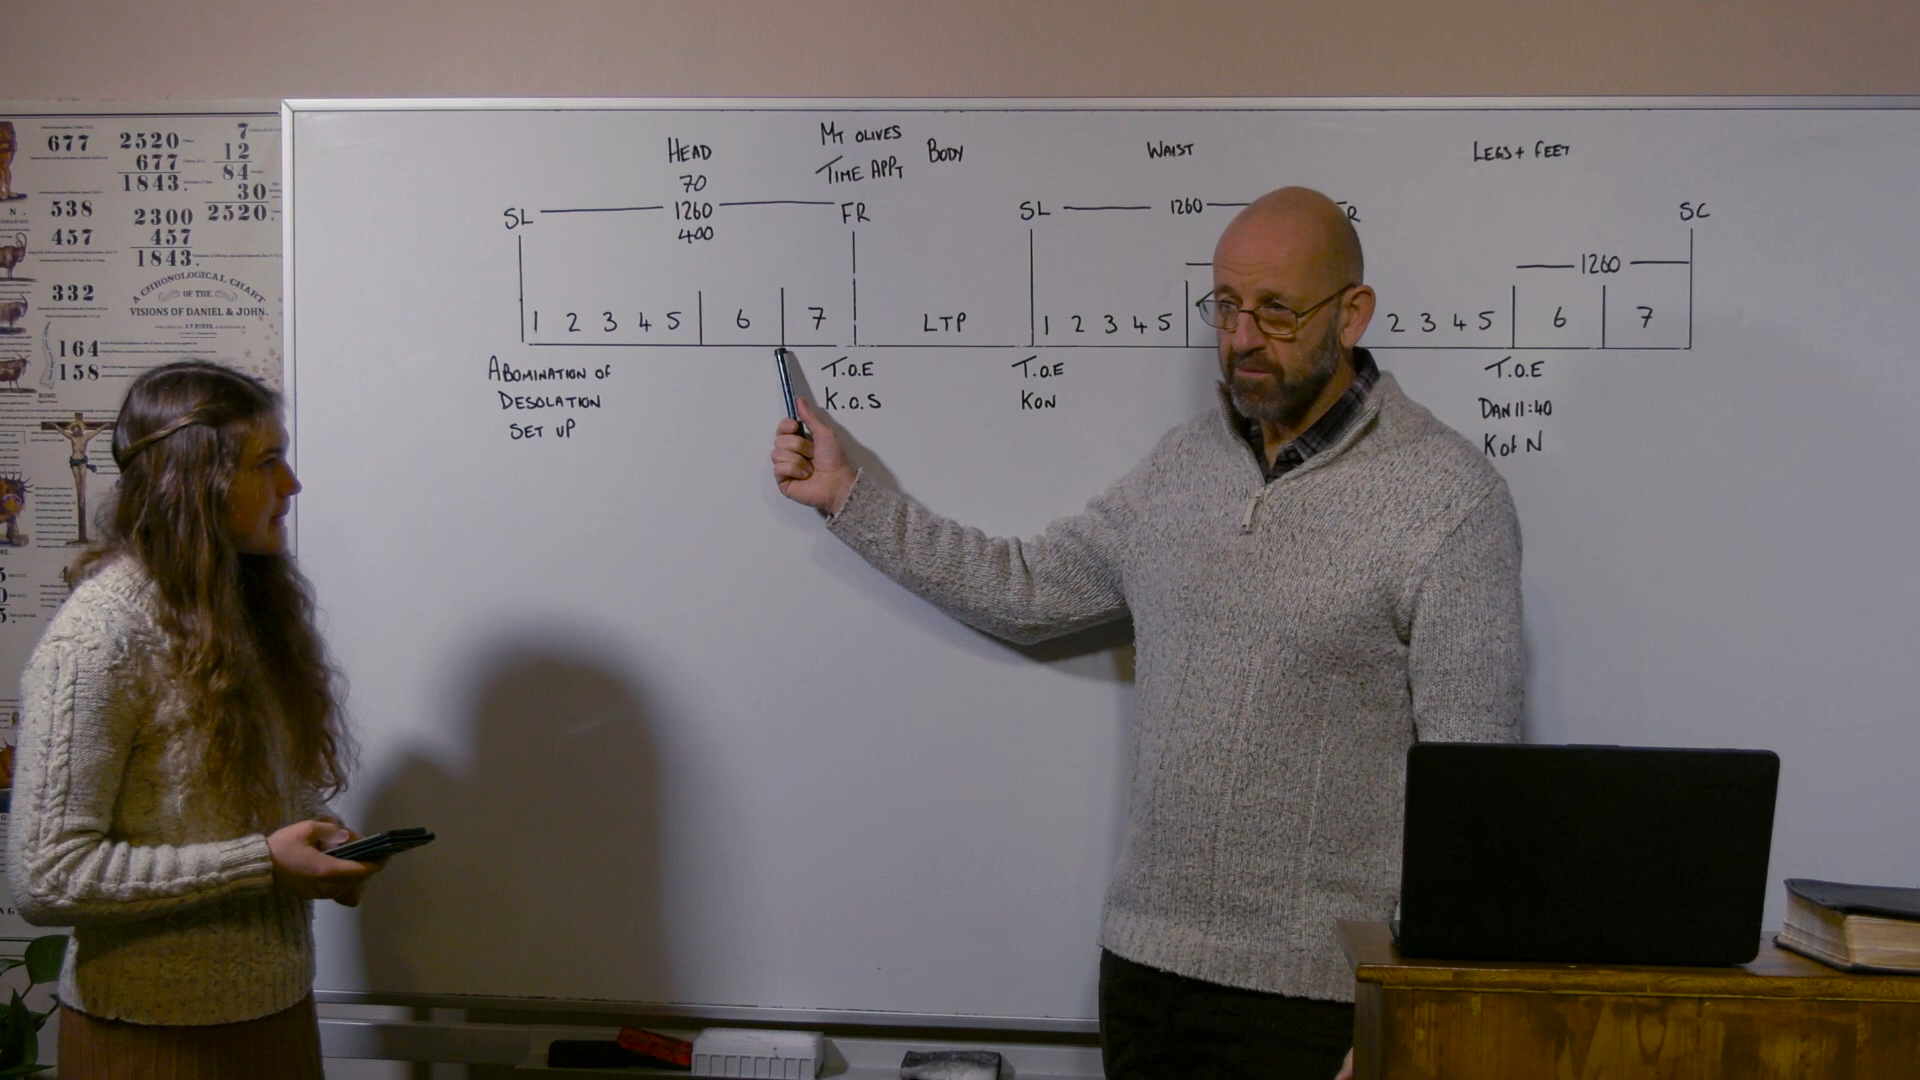 677
2520
677
1843.
7
12
84
30
2520.
538
457
2300
457
1843.
332
A CHRONOLOGICAL CHART
OF THE
VISIONS OF DANIEL & JOHN.
164
158
ROME.
HEAD
70
1260
400
MT OLIVES
TIME APPT
BODY
WAIST
LEGS + FEET
SL
FR
SL
1260
R
SC
1260
1 2 3 4 5
6
7
LTP
1 2 3 4 5
2 3 4 5
6
7
ABOMINATION OF
DESOLATION
SET UP
T.O.E
K.O.S
T.O.E
KON
T.O.E
DAN 11:40
K of N